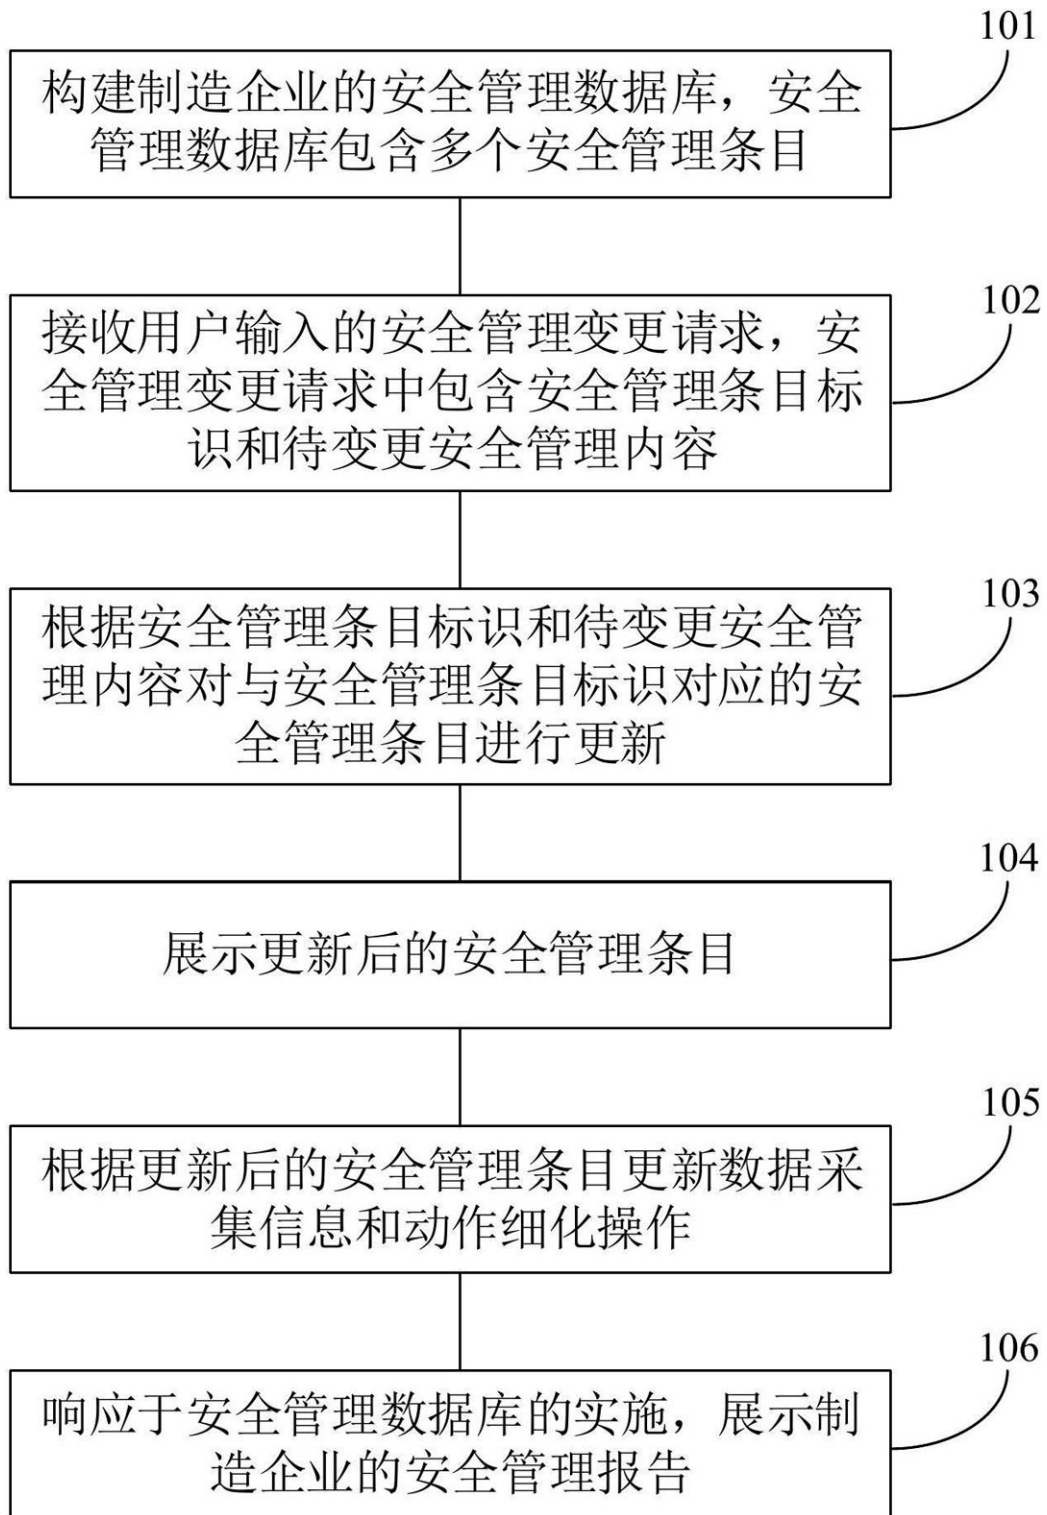 101
构建制造企业的安全管理数据库，安全
管理数据库包含多个安全管理条目
102
接收用户输入的安全管理变更请求，安
全管理变更请求中包含安全管理条目标
识和待变更安全管理内容
103
根据安全管理条目标识和待变更安全管
理内容对与安全管理条目标识对应的安
全管理条目进行更新
104
展示更新后的安全管理条目
105
根据更新后的安全管理条目更新数据采
集信息和动作细化操作
106
响应于安全管理数据库的实施，展示制
造企业的安全管理报告